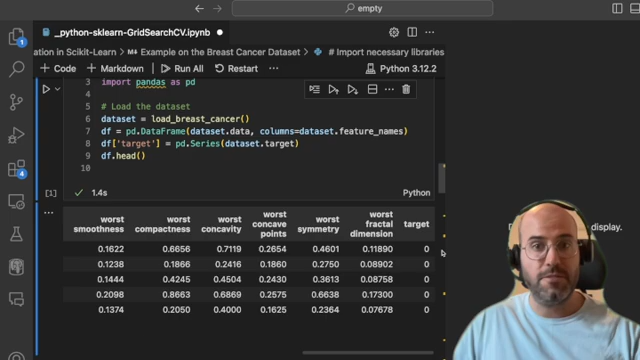 empty
_python-sklearn-GridSearchCV.ipynb
ation in Scikit-Learn > M↓ Example on the Breast Cancer Dataset > # Import necessary libraries
+ Code + Markdown Run All Restart Python 3.12.2
3 import pandas as pd
4
5 # Load the dataset
6 dataset = load_breast_cancer()
7 df = pd.DataFrame(dataset.data, columns=dataset.feature_names)
8 df['target'] = pd.Series(dataset.target)
9 df.head()
10
[1] 1.4s Python
worst smoothness worst compactness worst concavity worst concave points worst symmetry worst fractal dimension target
0.1622 0.6656 0.7119 0.2654 0.4601 0.11890 0
0.1238 0.1866 0.2416 0.1860 0.2750 0.08902 0
0.1444 0.4245 0.4504 0.2430 0.3613 0.08758 0
0.2098 0.8663 0.6869 0.2575 0.6638 0.17300 0
0.1374 0.2050 0.4000 0.1625 0.2364 0.07678 0
display.
1
4